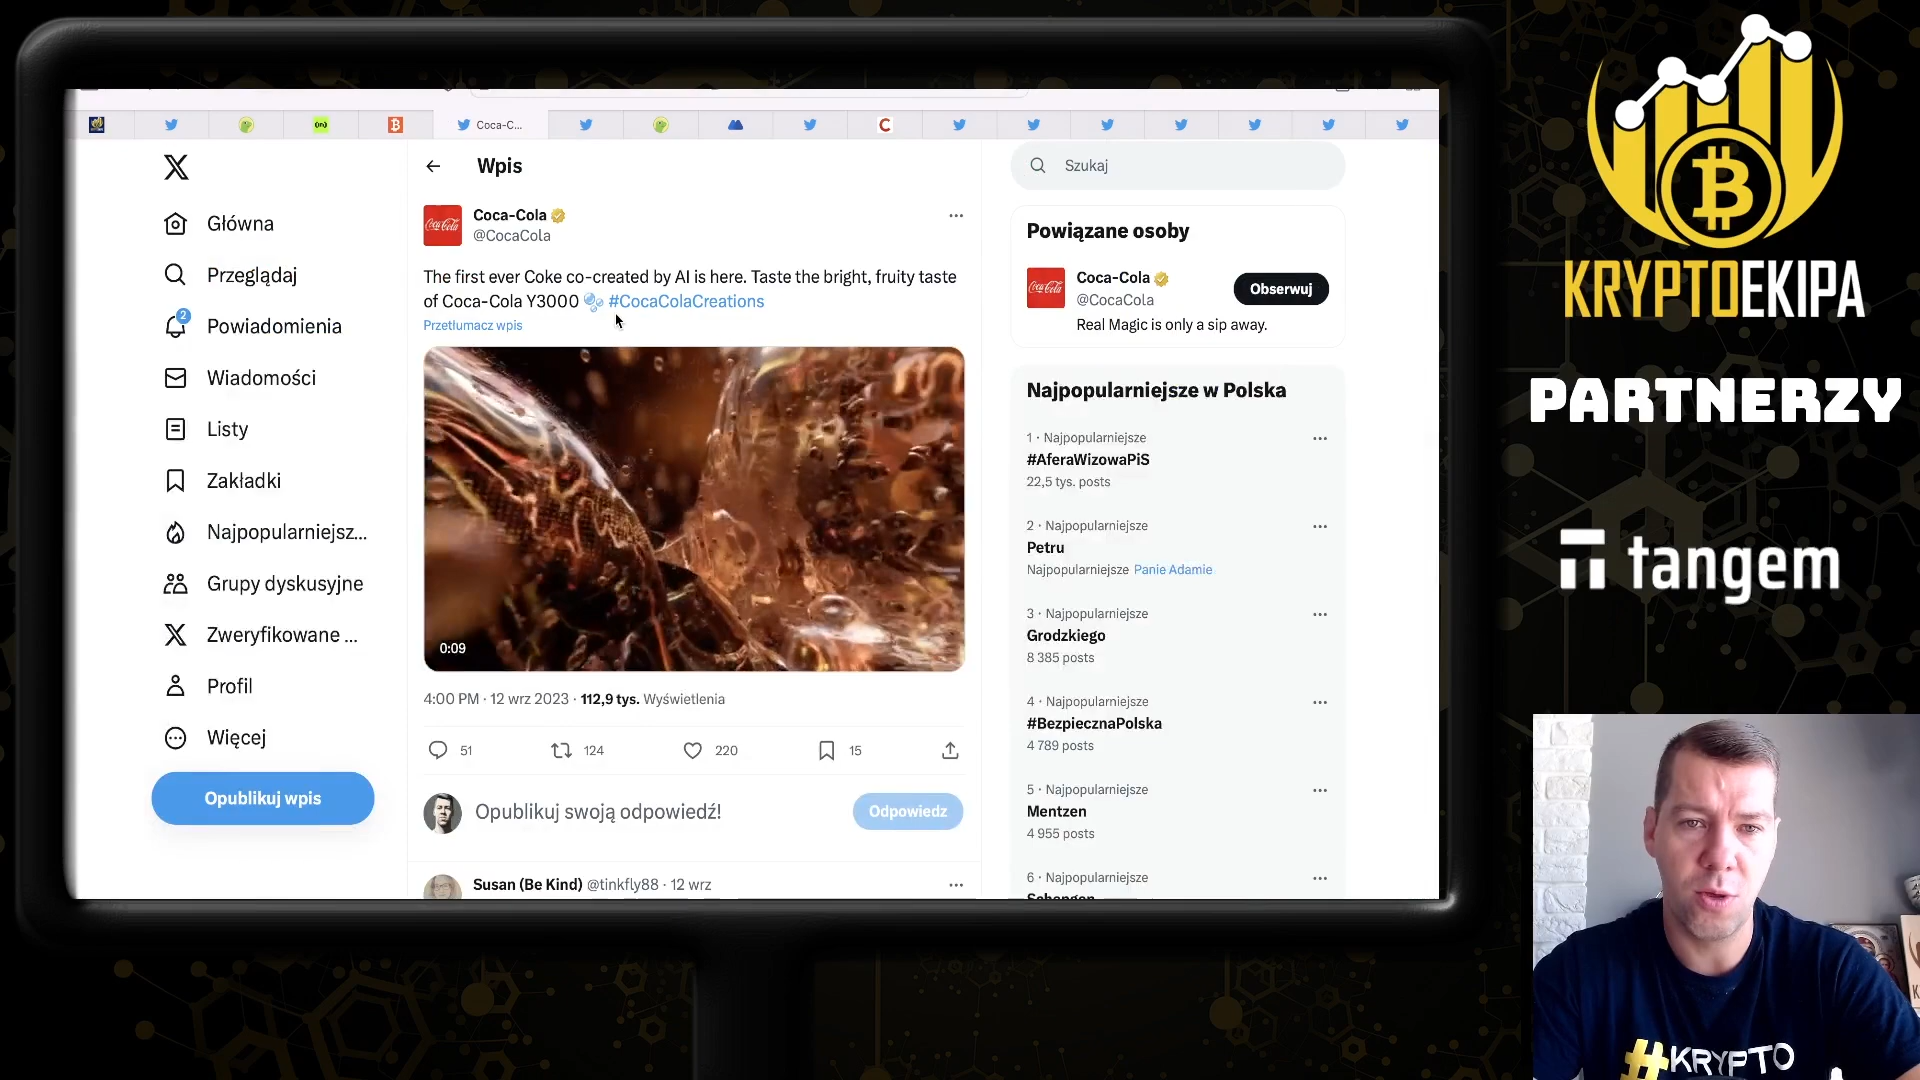 Coca-C...
Wpis
Szukaj
Główna
Przeglądaj
2
Powiadomienia
Wiadomości
Listy
Zakładki
Najpopularniejsz...
Grupy dyskusyjne
Zweryfikowane ...
Profil
Więcej
Opublikuj wpis
Coca-Cola
@CocaCola
The first ever Coke co-created by AI is here. Taste the bright, fruity taste
of Coca-Cola Y3000 #CocaColaCreations
Przetłumacz wpis
0:09
4:00 PM · 12 wrz 2023 · 112,9 tys. Wyświetlenia
51
124
220
15
Opublikuj swoją odpowiedź!
Odpowiedz
Susan (Be Kind) @tinkfly88 · 12 wrz
Powiązane osoby
Coca-Cola
@CocaCola
Obserwuj
Real Magic is only a sip away.
Najpopularniejsze w Polska
1 · Najpopularniejsze
#AferaWizowaPiS
22,5 tys. posts
2 · Najpopularniejsze
Petru
Najpopularniejsze Panie Adamie
3 · Najpopularniejsze
Grodzkiego
8 385 posts
4 · Najpopularniejsze
#BezpiecznaPolska
4 789 posts
5 · Najpopularniejsze
Mentzen
4 955 posts
6 · Najpopularniejsze
KRYPTOEKIPA
PARTNERZY
tangem
#KRYPTO